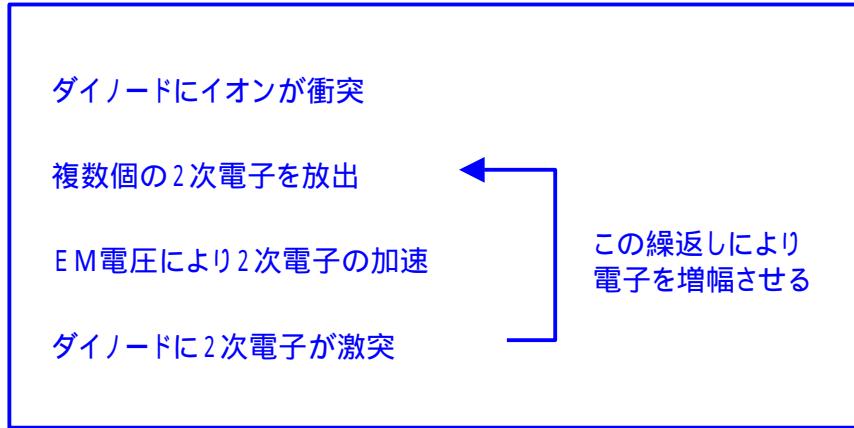 ダイノードにイオンが衝突
複数個の2次電子を放出
EM電圧により2次電子の加速
ダイノードに2次電子が激突
この繰返しにより
電子を増幅させる